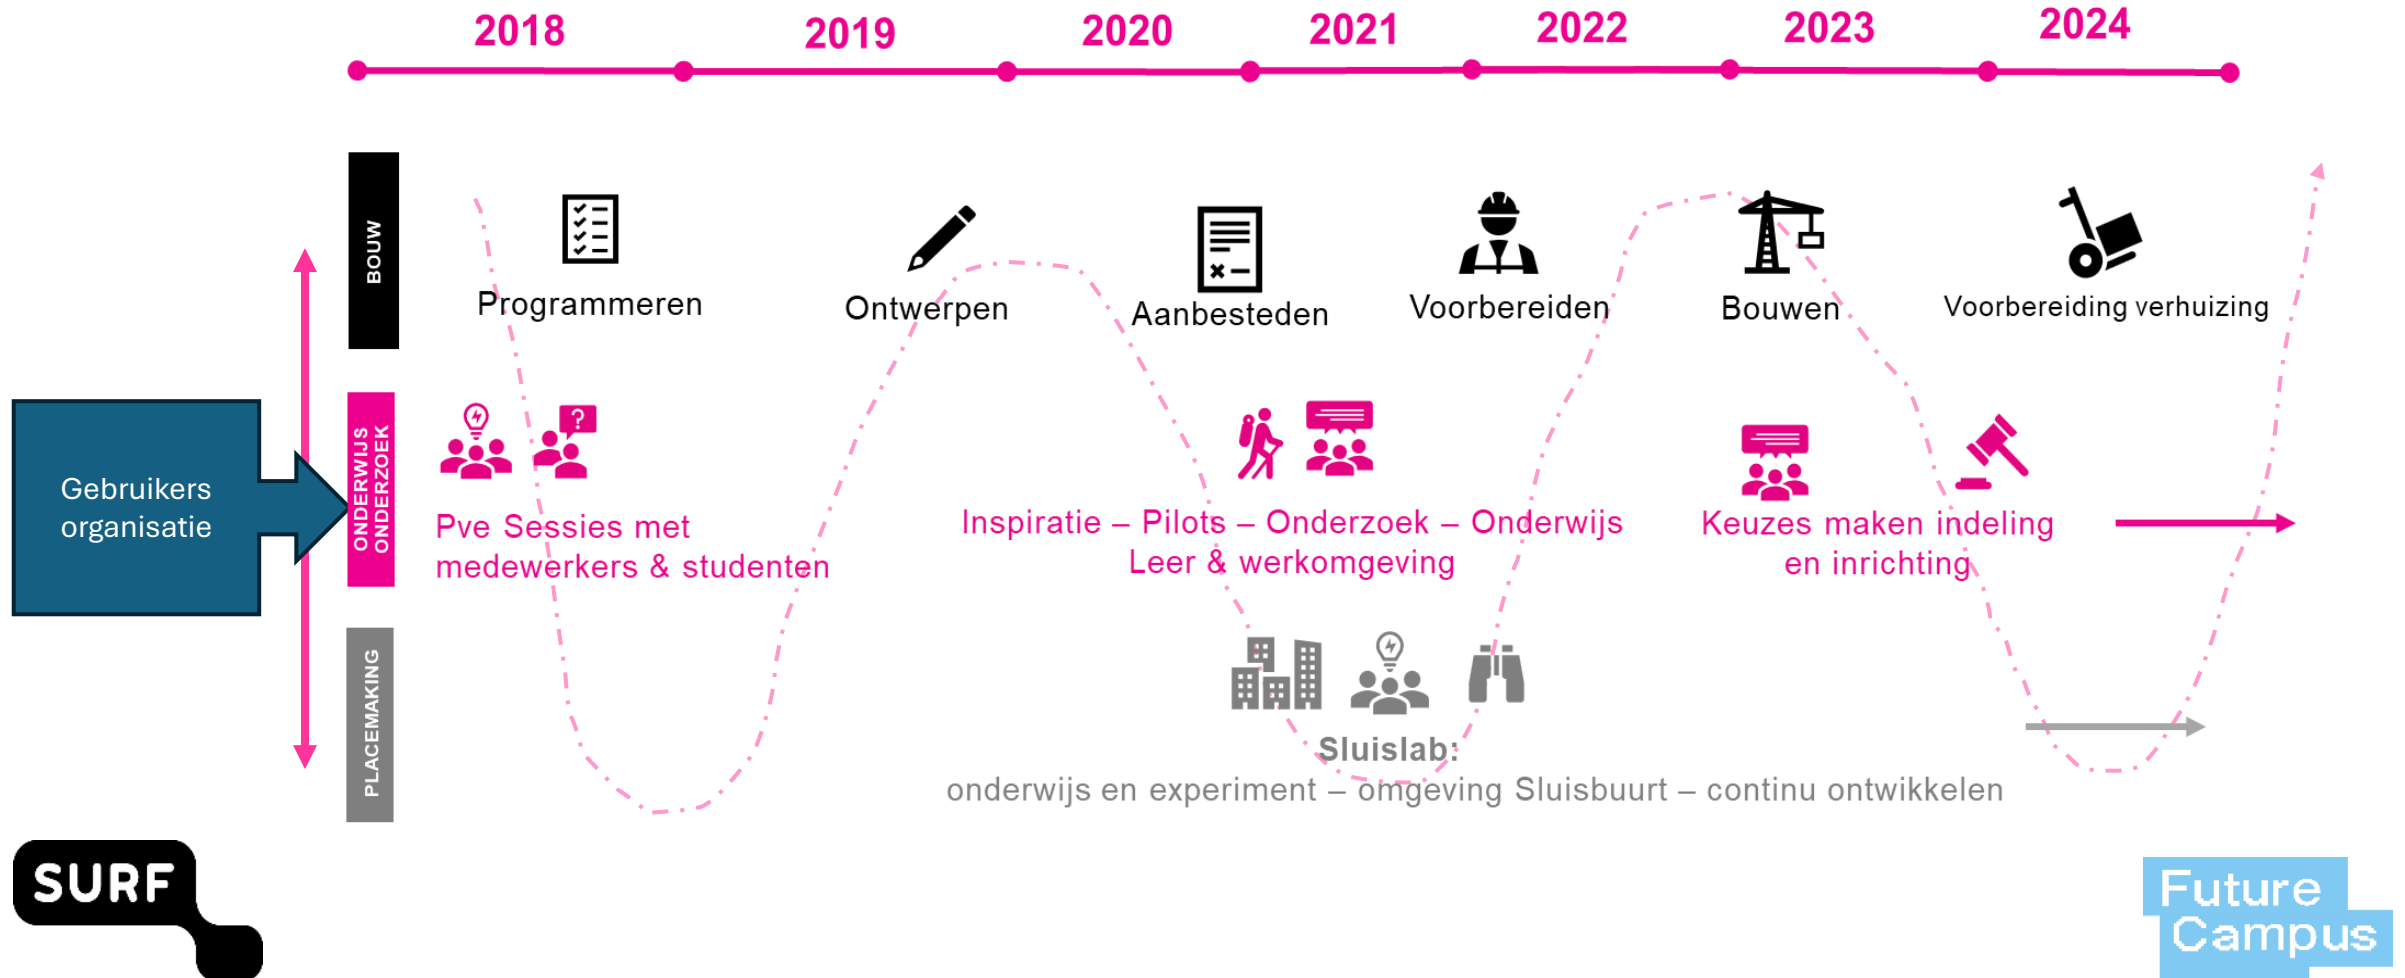 2018 2019 2020 2021 2022 2023 2024
BOUW
Programmeren
Ontwerpen
Aanbesteden
Voorbereiden
Bouwen
Voorbereiding verhuizing
Gebruikers
organisatie
ONDERWIJS
ONDERZOEK
?
Pve Sessies met
medewerkers & studenten
Inspiratie – Pilots – Onderzoek – Onderwijs
Leer & werkomgeving
Keuzes maken indeling
en inrichting
PLACEMAKING
Sluislab:
onderwijs en experiment – omgeving Sluisbuurt – continu ontwikkelen
SURF
Future
Campus